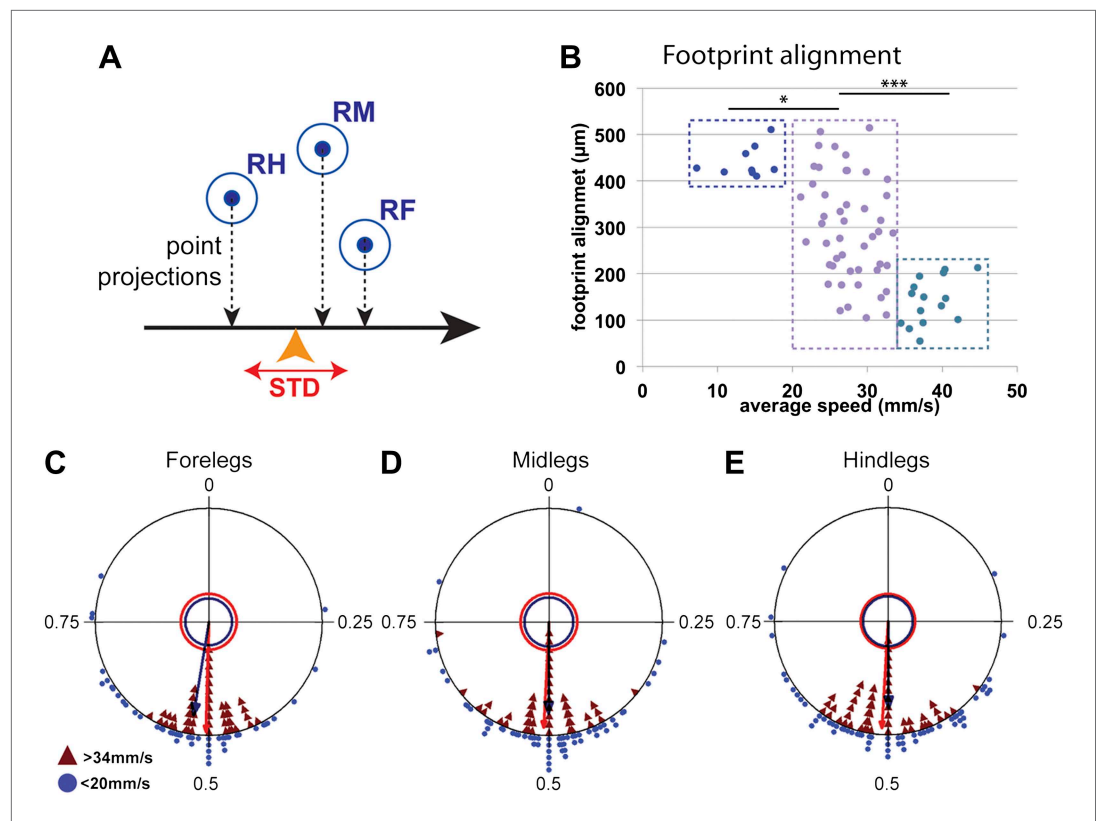 A
RM
RH
RF
point
projections
STD
B
Footprint alignment
*
***
footprint alignmet (µm)
600
500
400
300
200
100
0
0 10 20 30 40 50
average speed (mm/s)
C
Forelegs
0
0.75
0.25
0.5
>34mm/s
<20mm/s
D
Midlegs
0
0.75
0.25
0.5
E
Hindlegs
0
0.75
0.25
0.5